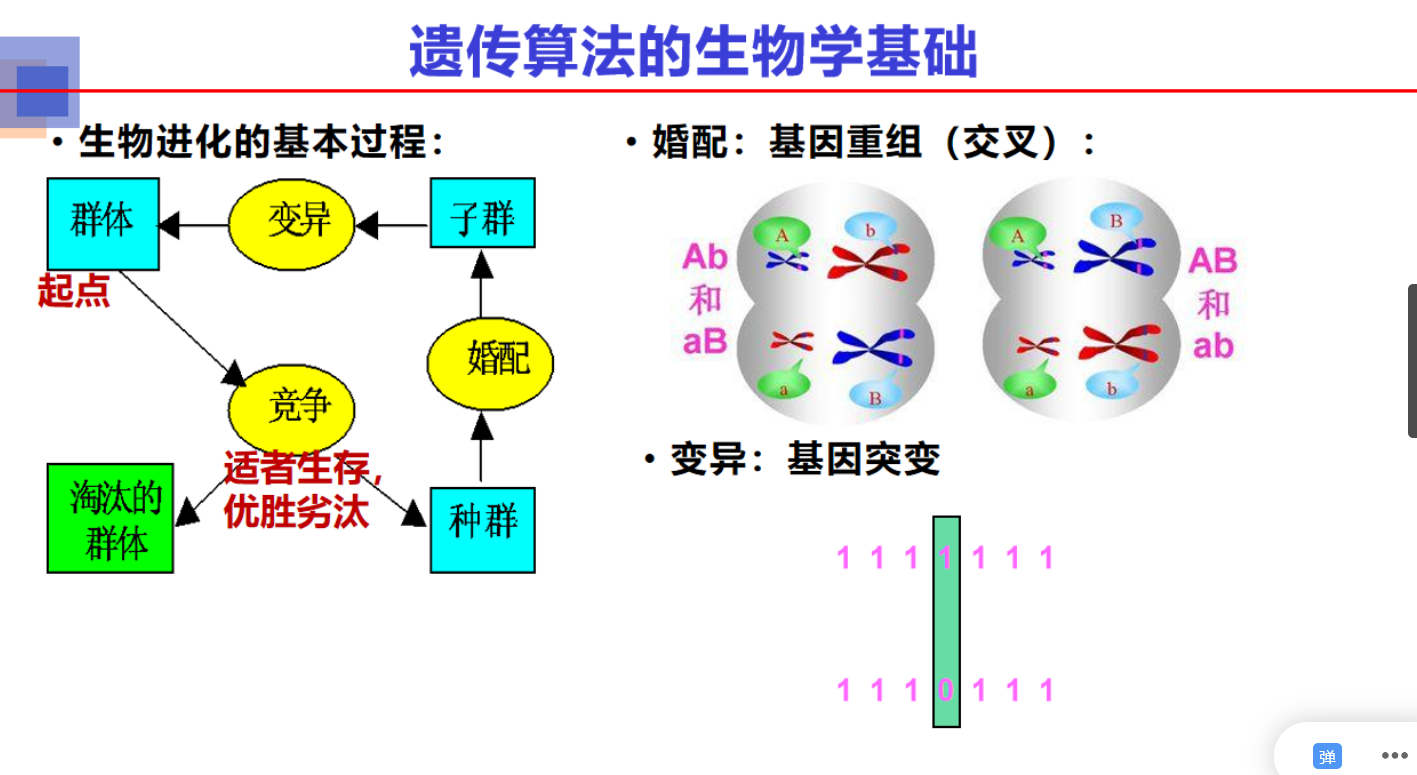 遗传算法的生物学基础
• 生物进化的基本过程：
群体
变异
子群
起点
婚配
竞争
适者生存，
优胜劣汰
淘汰的
群体
种群
• 婚配：基因重组（交叉）：
A
b
Ab
和
aB
a
B
A
B
AB
和
ab
a
b
• 变异：基因突变
1 1 1 1 1 1 1
1 1 1 0 1 1 1
弹
•••